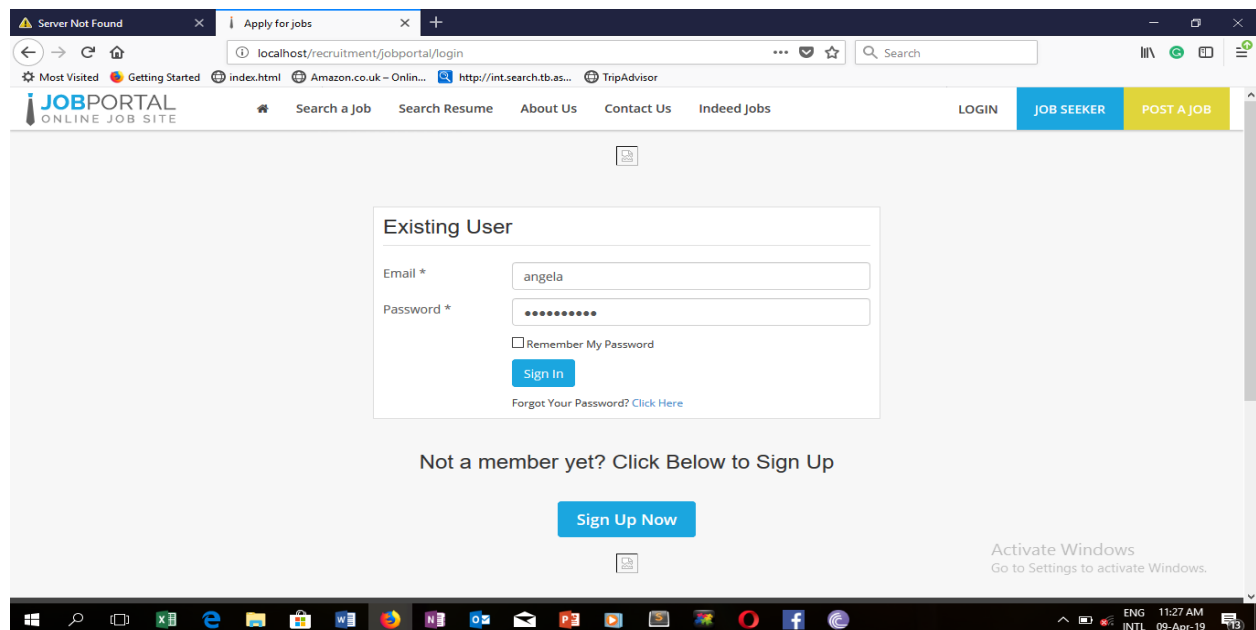 Server Not Found
Apply for jobs
localhost/recruitment/jobportal/login
Search
Most Visited Getting Started index.html Amazon.co.uk – Onlin... http://int.search.tb.as... TripAdvisor
JOBPORTAL
ONLINE JOB SITE
Search a Job Search Resume About Us Contact Us Indeed Jobs LOGIN JOB SEEKER POST A JOB
Existing User
Email * angela
Password * ••••••••••
Remember My Password
Sign In
Forgot Your Password? Click Here
Not a member yet? Click Below to Sign Up
Sign Up Now
Activate Windows
Go to Settings to activate Windows.
ENG 11:27 AM
INTL 09-Apr-19 13